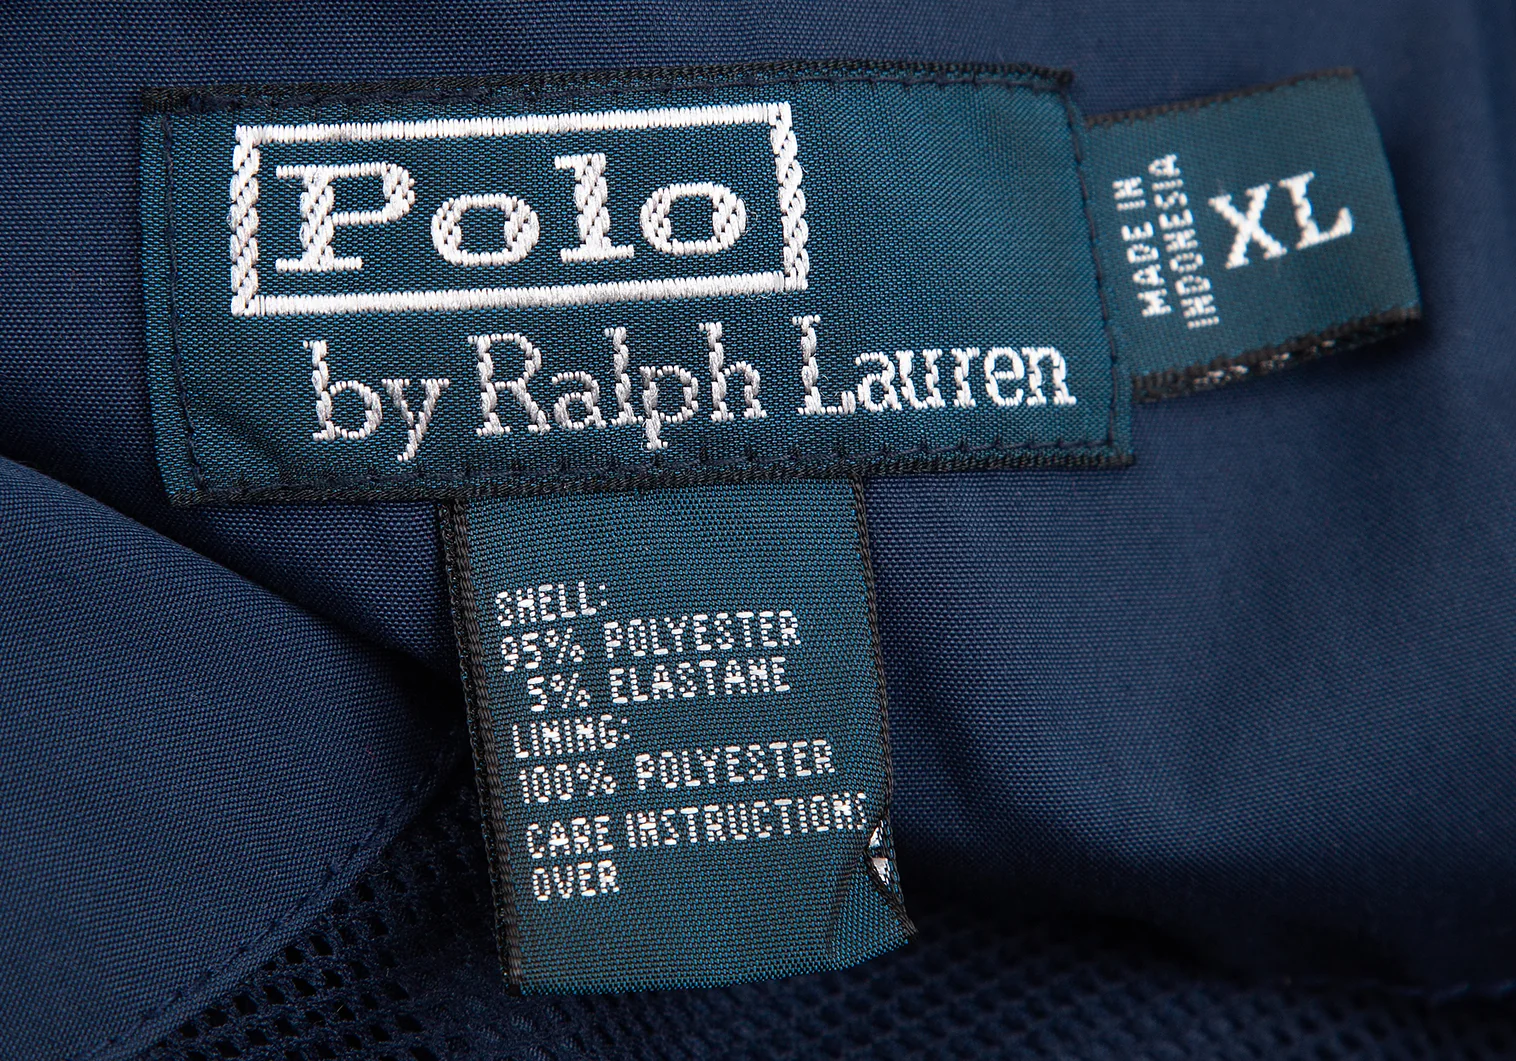 Polo
by Ralph Lauren
MADE IN
INDONESIA
XL
SHELL:
95% POLYESTER
5% ELASTANE
LINING:
100% POLYESTER
CARE INSTRUCTIONS
OVER